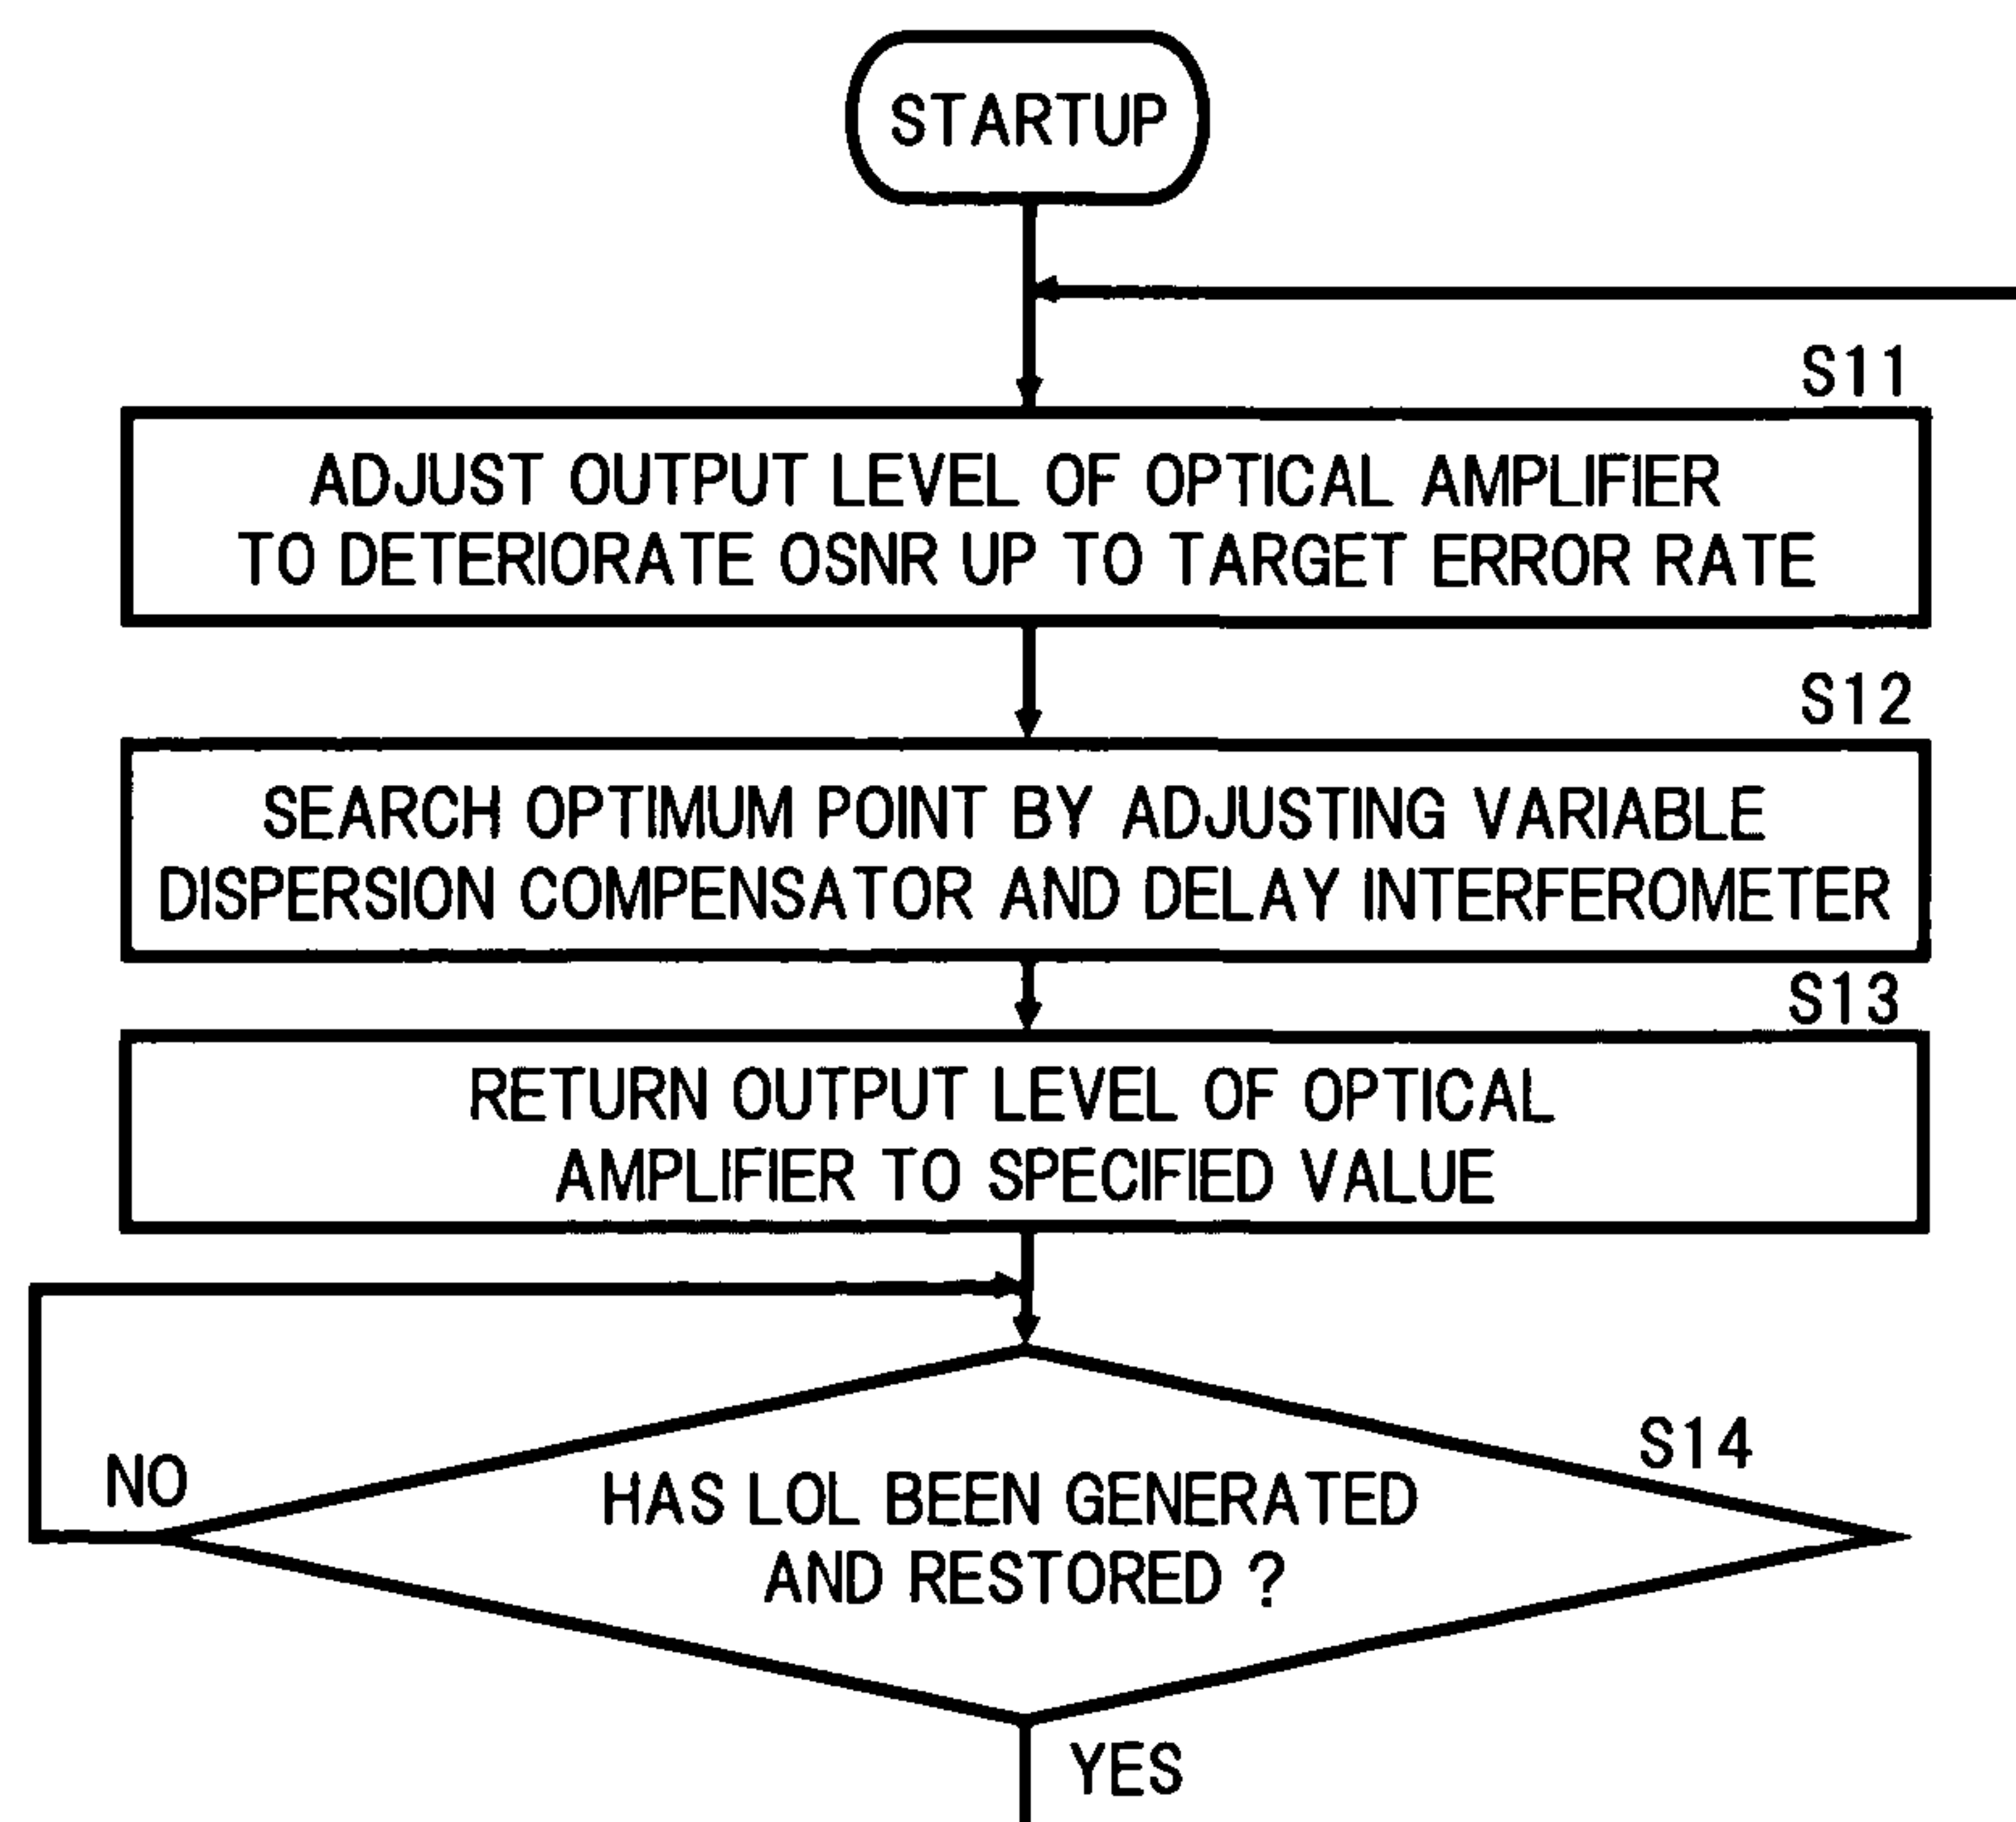 STARTUP
S11
ADJUST OUTPUT LEVEL OF OPTICAL AMPLIFIER
TO DETERIORATE OSNR UP TO TARGET ERROR RATE
S12
SEARCH OPTIMUM POINT BY ADJUSTING VARIABLE
DISPERSION COMPENSATOR AND DELAY INTERFEROMETER
S13
RETURN OUTPUT LEVEL OF OPTICAL
AMPLIFIER TO SPECIFIED VALUE
S14
NO
HAS LOL BEEN GENERATED
AND RESTORED ?
YES